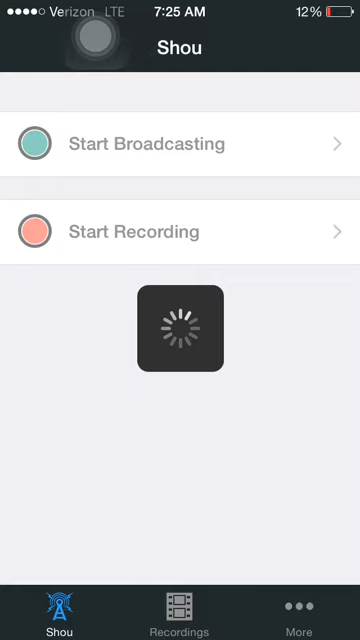 Verizon LTE 7:25 AM 12%
Shou
Start Broadcasting
Start Recording
Shou Recordings More